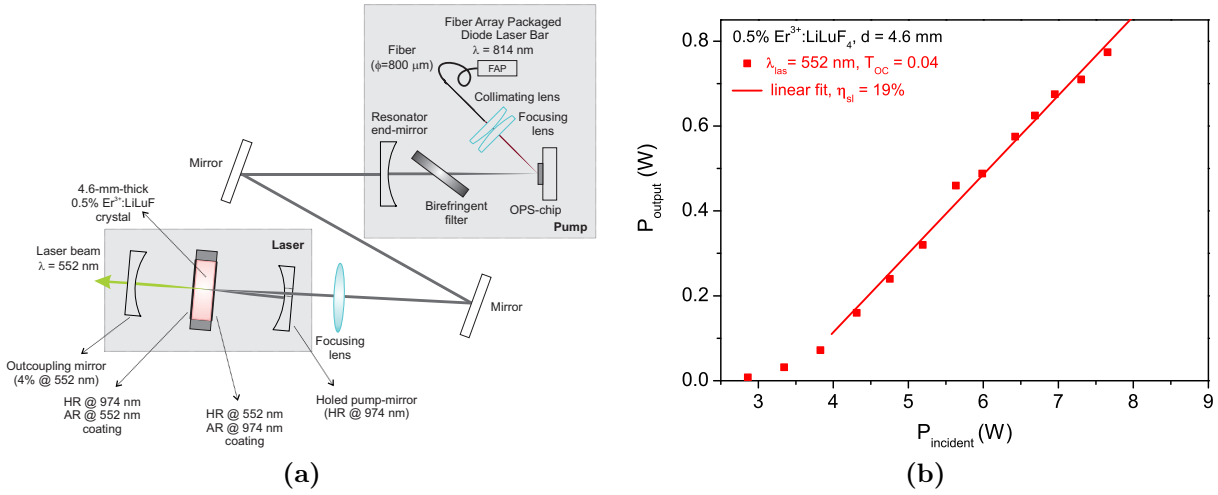 Fiber Array Packaged
Diode Laser Bar
λ = 814 nm
Fiber
(ϕ=800 μm)
FAP
Collimating lens
Focusing
lens
Resonator
end-mirror
Mirror
Birefringent
filter
OPS-chip
Pump
4.6-mm-thick
0.5% Er³⁺:LiLuF
crystal
Laser
Laser beam
λ = 552 nm
Mirror
Focusing
lens
Outcoupling mirror
(4% @ 552 nm)
HR @ 974 nm
AR @ 552 nm
coating
HR @ 552 nm
AR @ 974 nm
coating
Holed pump-mirror
(HR @ 974 nm)
(a)
0.5% Er³⁺:LiLuF₄, d = 4.6 mm
λ_las = 552 nm, T_OC = 0.04
linear fit, η_sl = 19%
P_output (W)
0.8
0.6
0.4
0.2
0.0
3 4 5 6 7 8 9
P_incident (W)
(b)